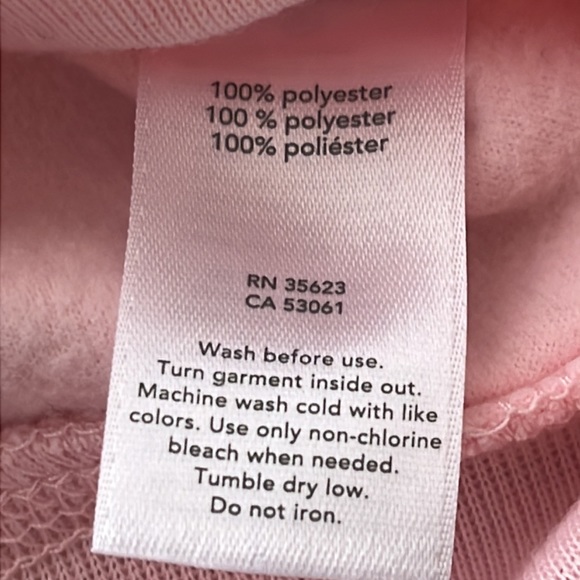 100% polyester
100 % polyester
100% poliéster
RN 35623
CA 53061
Wash before use.
Turn garment inside out.
Machine wash cold with like
colors. Use only non-chlorine
bleach when needed.
Tumble dry low.
Do not iron.